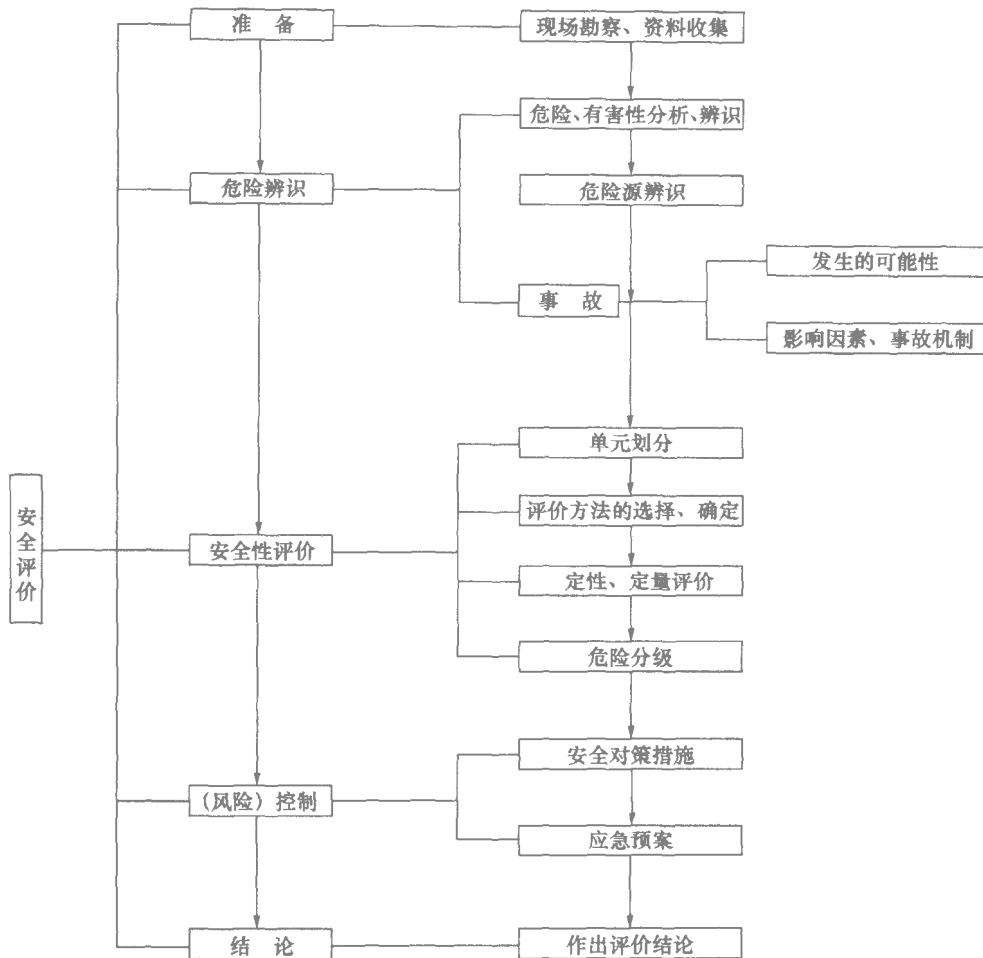 准 备
现场勘察、资料收集
危险、有害性分析、辨识
危险辨识
危险源辨识
发生的可能性
事 故
影响因素、事故机制
单元划分
安全评价
评价方法的选择、确定
安全性评价
定性、定量评价
危险分级
安全对策措施
(风险)控制
应急预案
结 论
作出评价结论